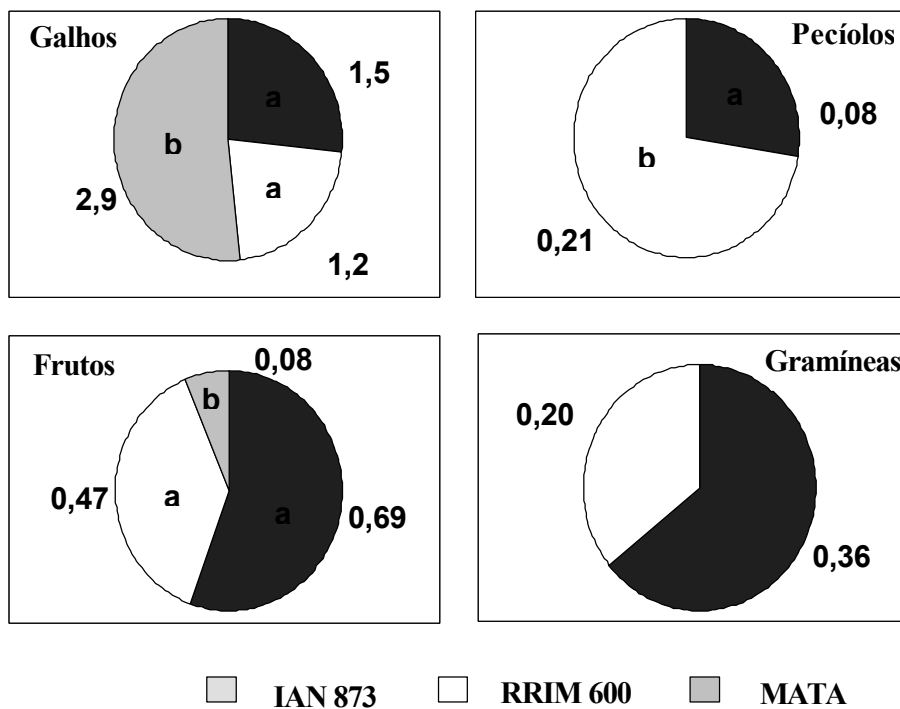 Galhos
1,5
a
b
a
2,9
1,2
Pecíolos
a
0,08
b
0,21
Frutos
0,08
b
0,47
a
a
0,69
Gramíneas
0,20
0,36
IAN 873 RRIM 600 MATA